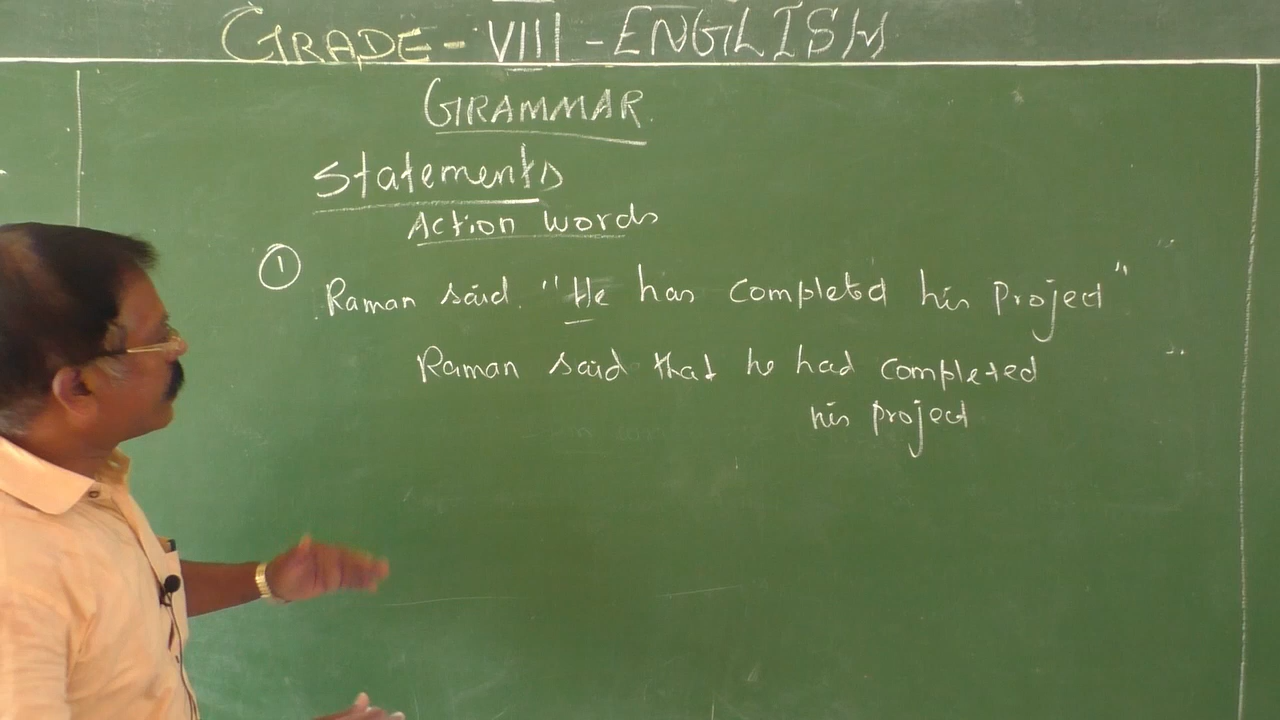 GRADE - VIII - ENGLISH
GRAMMAR
Statements
Action words
① Raman said. "He has completed his project"
Raman said that he had completed
his project